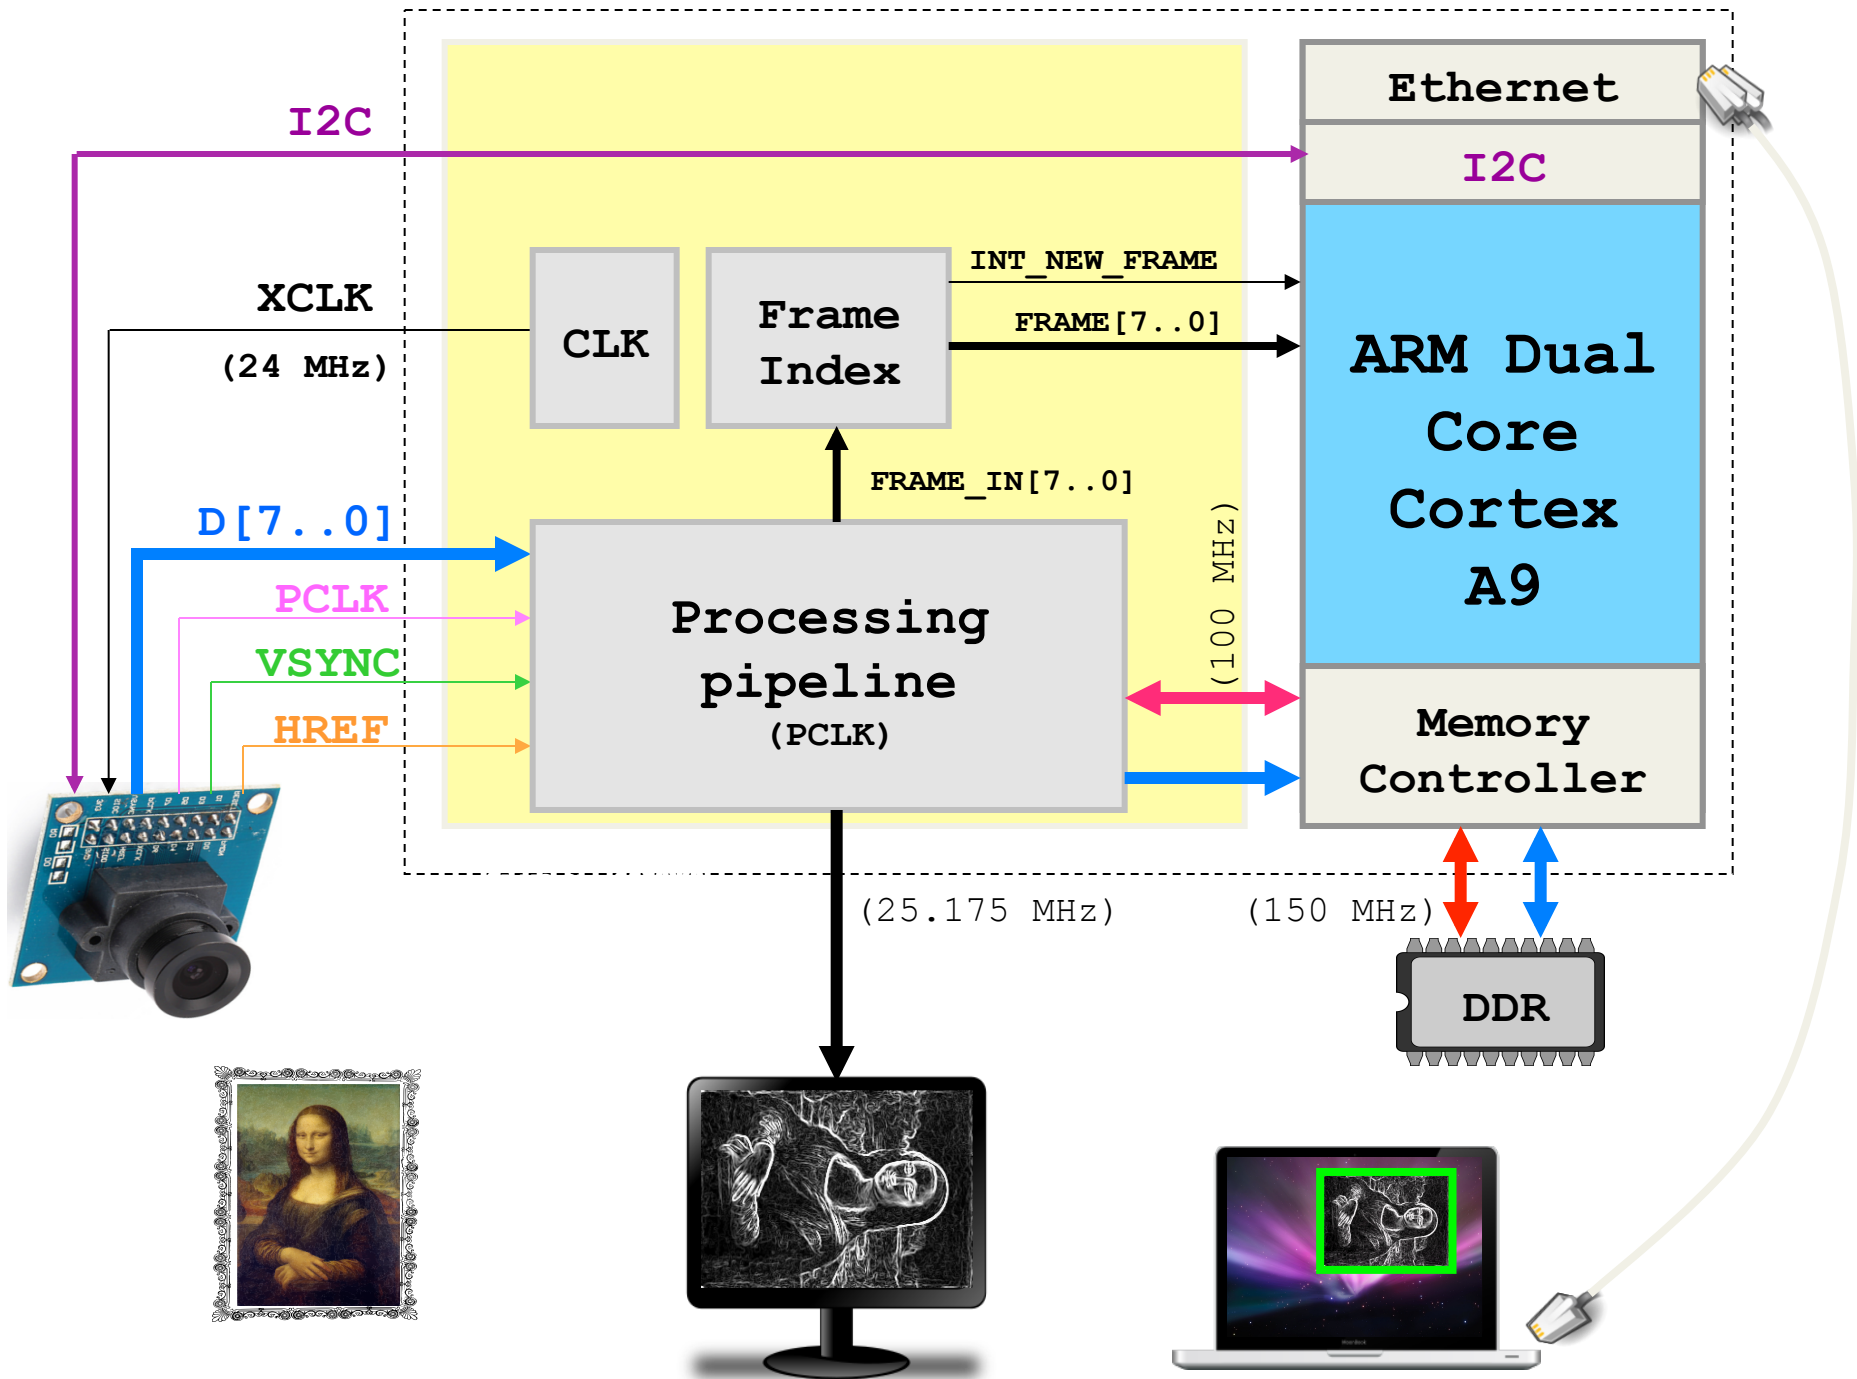 Ethernet
I2C
I2C
INT_NEW_FRAME
XCLK
Frame
Index
FRAME[7..0]
CLK
(24 MHz)
ARM Dual
Core
Cortex
A9
FRAME_IN[7..0]
D[7..0]
(100 MHz)
PCLK
Processing
pipeline
(PCLK)
VSYNC
HREF
Memory
Controller
(25.175 MHz)
(150 MHz)
DDR